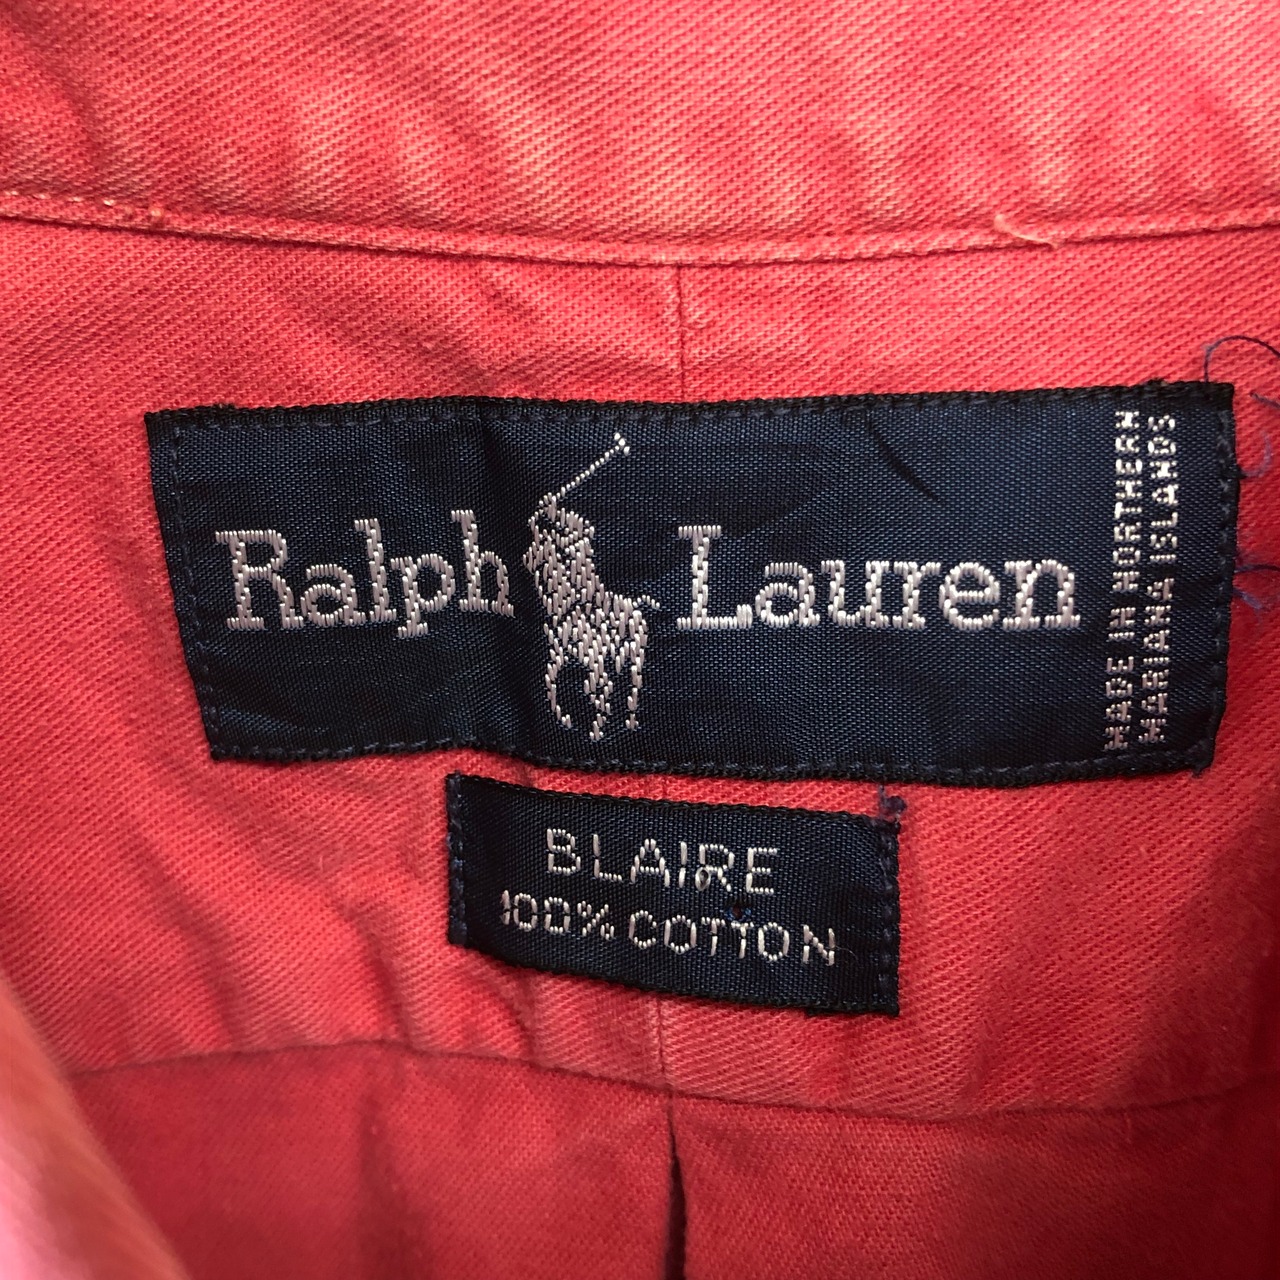 Ralph Lauren
MADE IN NORTHERN
MARIANA ISLANDS
BLAIRE
100% COTTON